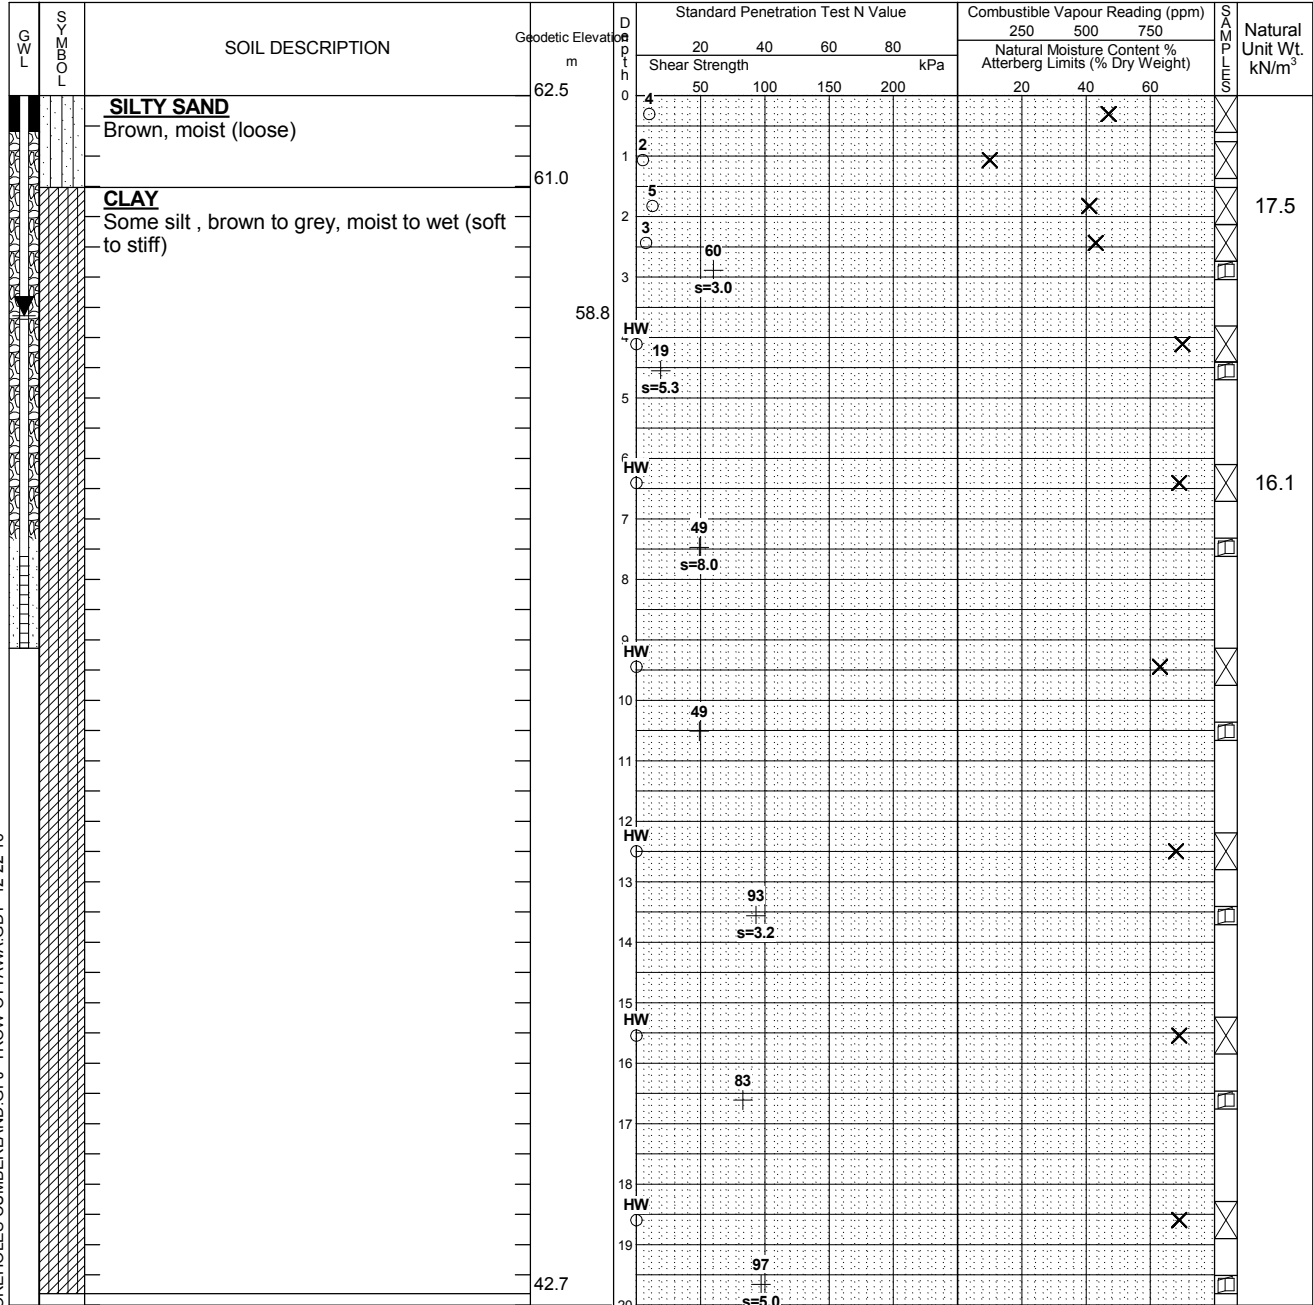 GWL
SYMBOL
SOIL DESCRIPTION
Geodetic Elevation
m
Depth
Standard Penetration Test N Value
20 40 60 80
Shear Strength kPa
50 100 150 200
Combustible Vapour Reading (ppm)
250 500 750
Natural Moisture Content %
Atterberg Limits (% Dry Weight)
20 40 60
SAMPLES
Natural
Unit Wt.
kN/m³
62.5
0
SILTY SAND
Brown, moist (loose)
4
2
1
61.0
CLAY
Some silt , brown to grey, moist to wet (soft
to stiff)
5
17.5
2
3
60
3
s=3.0
58.8
HW
4
19
s=5.3
5
6
HW
16.1
7
49
s=8.0
8
9
HW
10
49
11
12
HW
13
93
s=3.2
14
15
HW
16
83
17
18
HW
19
97
42.7
s=5.0
20